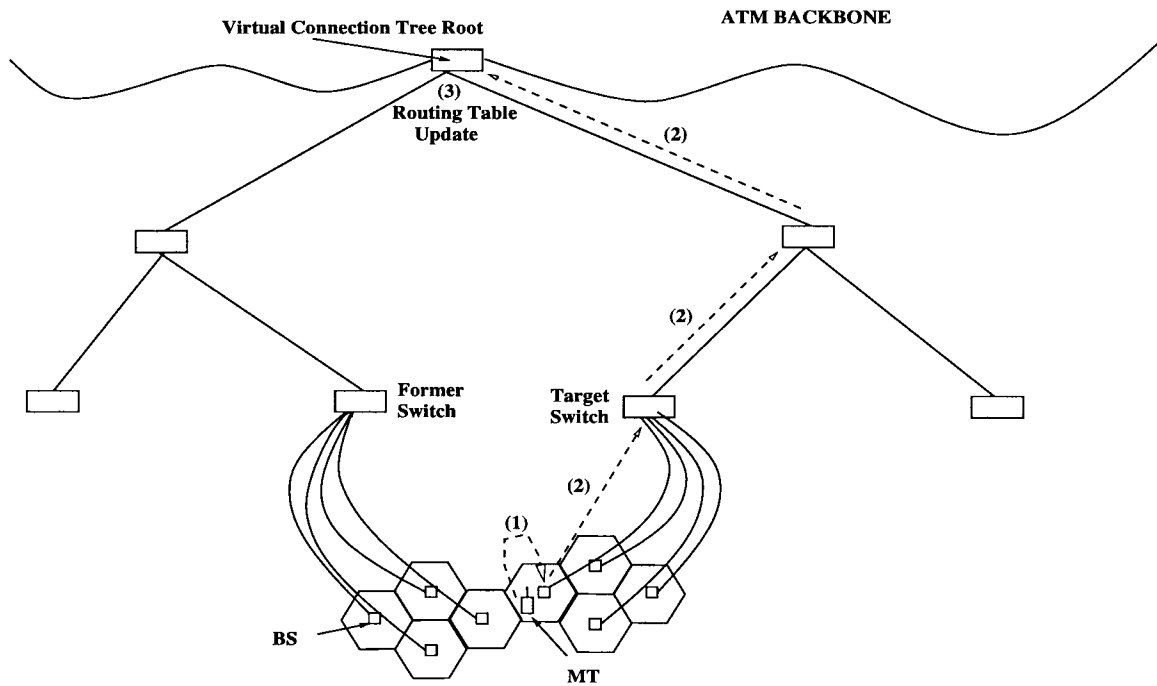 ATM BACKBONE
Virtual Connection Tree Root
(3)
Routing Table
Update
(2)
(2)
Former
Switch
Target
Switch
(2)
(1)
BS
MT